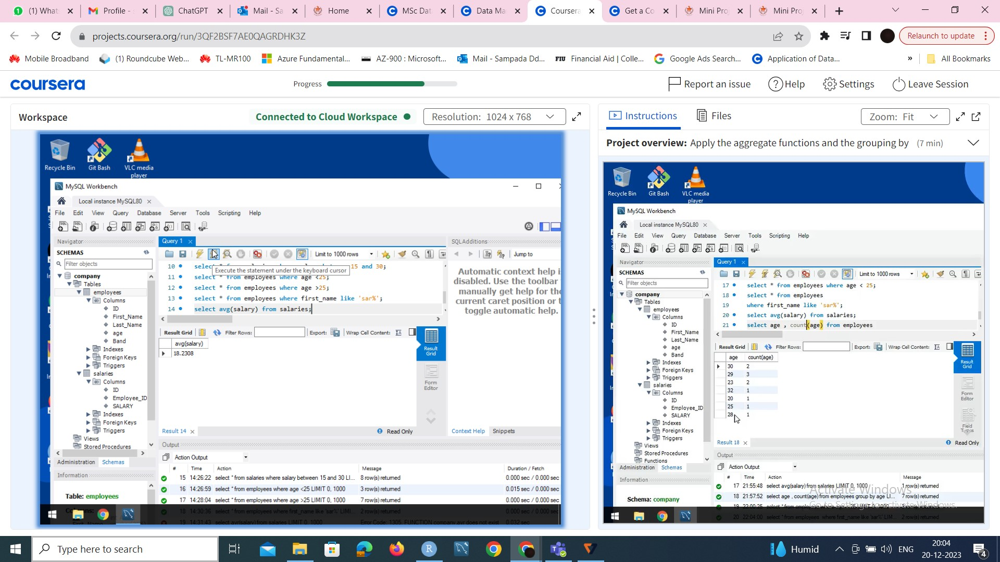 (1) What:
Profile -
ChatGPT
Mail - Sa
Home
MSc Dat
Data Ma
Coursera
Get a Co
Mini Pro
Mini Pro
projects.coursera.org/run/3QF2BSF7AE0QAGRDHK3Z
Relaunch to update
Mobile Broadband
(1) Roundcube Web...
TL-MR100
Azure Fundamental...
AZ-900 : Microsoft...
Mail - Sampada Dd...
FIU Financial Aid | Colle...
Google Ads Search...
Application of Data...
»
All Bookmarks
coursera
Progress
Report an issue
Help
Settings
Leave Session
Workspace
Connected to Cloud Workspace
Resolution: 1024 x 768
Recycle Bin
Git Bash
VLC media
player
MySQL Workbench
Local instance MySQL80
File Edit View Query Database Server Tools Scripting Help
Navigator
SCHEMAS
Filter objects
company
Tables
employees
Columns
ID
First_Name
Last_Name
age
Band
Indexes
Foreign Keys
Triggers
salaries
Columns
ID
Employee_ID
SALARY
Indexes
Foreign Keys
Triggers
Views
Stored Procedures
Administration Schemas
Information
Table: employees
Query 1
Limit to 1000 rows
10 selec 15 and 30;
Execute the statement under the keyboard cursor
11 select * from employees where age <25;
12 select * from employees where age >25;
13 select * from employees where first_name like 'sar%';
14 select avg(salary) from salaries;
Result Grid Filter Rows: Export: Wrap Cell Content:
avg(salary)
18.2308
Result
Grid
Form
Editor
Result 14
Read Only
SQLAdditions
Jump to
Automatic context help i
disabled. Use the toolbar
manually get help for the
current caret position or t
toggle automatic help.
Context Help Snippets
Output
Action Output
# Time Action Message Duration / Fetch
15 14:26:22 select * from salaries where salary between 15 and 30 LI... 8 row(s) returned 0.000 sec / 0.000 sec
16 14:26:59 select * from employees where age <25 LIMIT 0, 1000 3 row(s) returned 0.015 sec / 0.000 sec
17 14:28:04 select * from employees where age >25 LIMIT 0, 1000 7 row(s) returned 0.000 sec / 0.000 sec
18 14:30:36 select * from employees where first_name like 'sar%' LIMI... 2 row(s) returned 0.000 sec / 0.000 sec
19 14:31:43 from salaries LIMIT 0, 1000 Error Code: 1305. FUNCTION does not exist 0.032 sec
Instructions
Files
Zoom: Fit
Project overview: Apply the aggregate functions and the grouping by (7 min)
Recycle Bin
Git Bash
VLC media
player
MySQL Workbench
Local instance MySQL80
File Edit View Query Database Server Tools Scripting Help
Navigator
SCHEMAS
Filter objects
company
Tables
employees
Columns
ID
First_Name
Last_Name
age
Band
Indexes
Foreign Keys
Triggers
salaries
Columns
ID
Employee_ID
SALARY
Indexes
Foreign Keys
Triggers
Views
Stored Procedures
Functions
Administration Schemas
Information
Schema: company
Query 1
Limit to 1000 rows
17 select * from employees where age < 25;
18 select * from employees
19 where first_name like 'sar%';
20 select avg(salary) from salaries;
21 select age , count(age) from employees
Result Grid Filter Rows: Export: Wrap Cell Content:
age count(age)
30 2
29 3
23 2
32 1
20 1
25 1
28 1
Result
Grid
Form
Editor
Field
Types
Result 18
Read Only
Output
Action Output
# Time Action Message
17 21:55:48 select avg(salary) from salaries LIMIT 0, 1000 1 row(s) returned
18 21:57:52 select age , count(age) from employees group by age LI... 7 row(s) returned
19 22:00:25
20 22:04:00 select * from employees where first_name like 'sar%' LIM... 2 row(s) returned
Activate Windows
Go to Settings to activate Windows.
Type here to search
Humid
ENG
20:04
20-12-2023
4